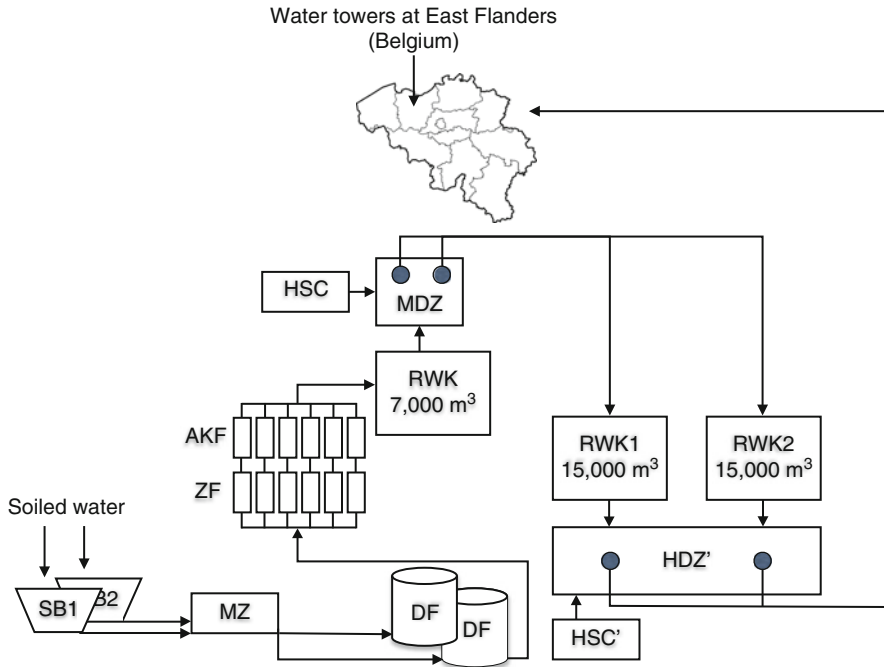 Water towers at East Flanders
(Belgium)
HSC
MDZ
RWK
7,000 m³
AKF
ZF
RWK1
15,000 m³
RWK2
15,000 m³
Soiled water
HDZ'
SB1
B2
MZ
DF
DF
HSC'